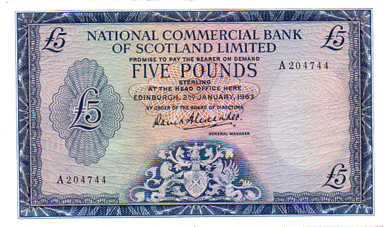 £5 NATIONAL COMMERCIAL BANK £5
OF SCOTLAND LIMITED
PROMISE TO PAY THE BEARER ON DEMAND
FIVE POUNDS A 204744
STERLING
AT THE HEAD OFFICE HERE
EDINBURGH, 2ND JANUARY, 1963
BY ORDER OF THE BOARD OF DIRECTORS
£5
GENERAL MANAGER
A 204744
£5